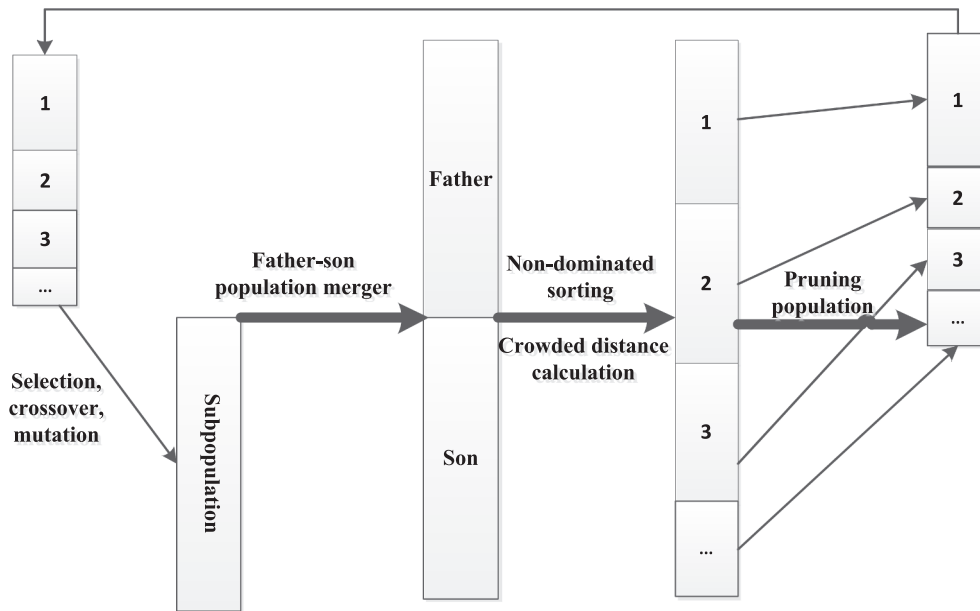 1
2
3
...
Selection,
crossover,
mutation
Subpopulation
Father-son
population merger
Father
Son
Non-dominated
sorting
Crowded distance
calculation
1
2
3
...
Pruning
population
1
2
3
...